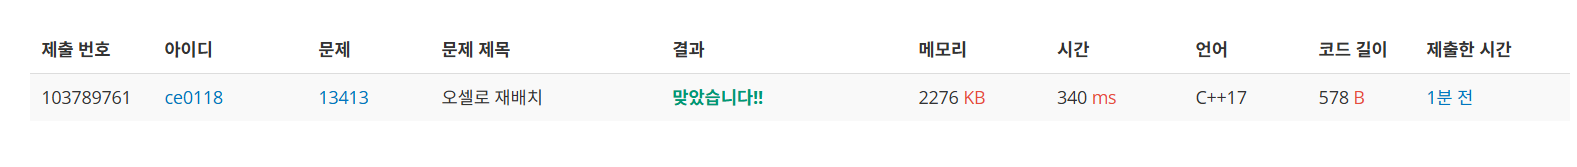 제출 번호 아이디 문제 문제 제목 결과 메모리 시간 언어 코드 길이 제출한 시간
103789761 ce0118 13413 오셀로 재배치 맞았습니다!! 2276 KB 340 ms C++17 578 B 1분 전